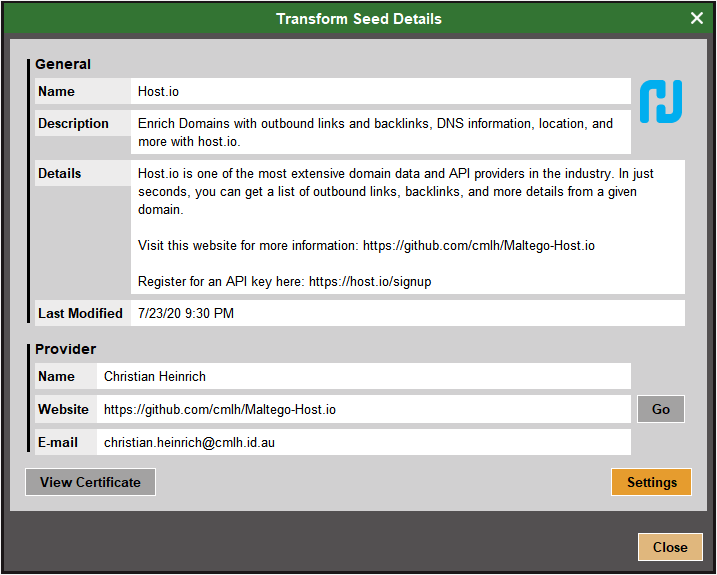 Transform Seed Details
General
Name Host.io
Description Enrich Domains with outbound links and backlinks, DNS information, location, and
more with host.io.
Details Host.io is one of the most extensive domain data and API providers in the industry. In just
seconds, you can get a list of outbound links, backlinks, and more details from a given
domain.
Visit this website for more information: https://github.com/cmlh/Maltego-Host.io
Register for an API key here: https://host.io/signup
Last Modified 7/23/20 9:30 PM
Provider
Name Christian Heinrich
Website https://github.com/cmlh/Maltego-Host.io Go
E-mail christian.heinrich@cmlh.id.au
View Certificate Settings
Close